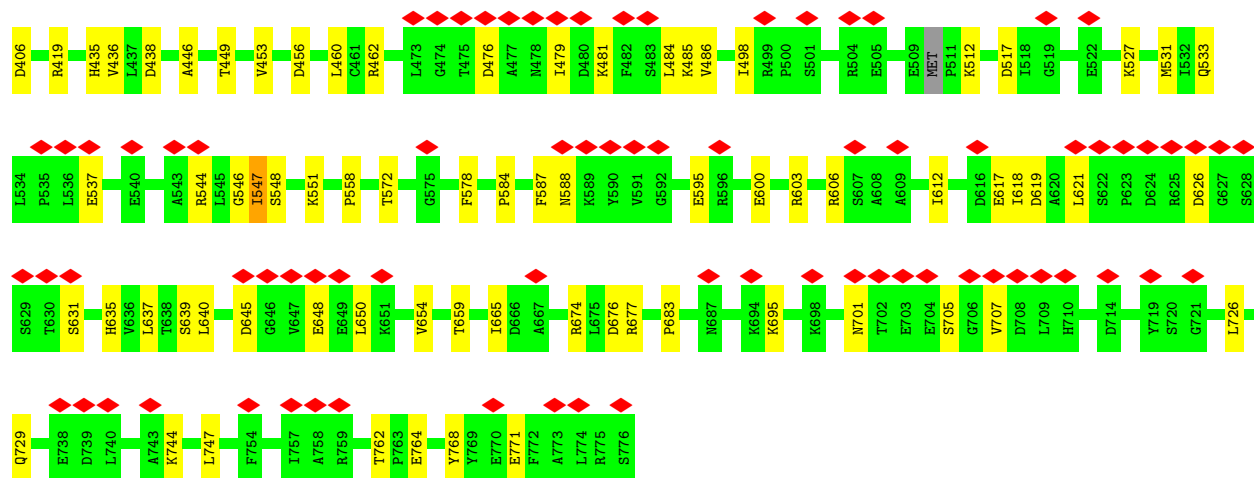 D406 R419 H435 V436 L437 D438 A446 T449 V453 D456 L460 C461 R462 L473 G474 T475 D476 A477 N478 I479 D480 K481 F482 S483 L484 K485 V486 I498 R499 P500 S501 R504 E505 E509 MET P511 K512 D517 I518 G519 E522 K527 M531 I532 Q533
L534 P535 L536 E537 E540 A543 R544 L545 G546 I547 S548 K551 P558 T572 G575 F578 P584 F587 N588 K589 Y590 V591 G592 E595 R596 E600 R603 R606 S607 A608 A609 I612 D616 E617 I618 D619 A620 L621 S622 P623 D624 R625 D626 G627 S628
S629 T630 S631 H635 V636 L637 T638 S639 L640 D645 G646 V647 E648 E649 L650 K651 V654 T659 I665 D666 A667 R674 L675 D676 R677 P683 N687 K694 K695 K698 N701 T702 E703 E704 S705 G706 V707 D708 L709 H710 D714 Y719 S720 G721 L726
Q729 E738 D739 L740 A743 K744 L747 F754 I757 A758 R759 T762 P763 E764 Y768 Y769 E770 E771 F772 A773 L774 R775 S776